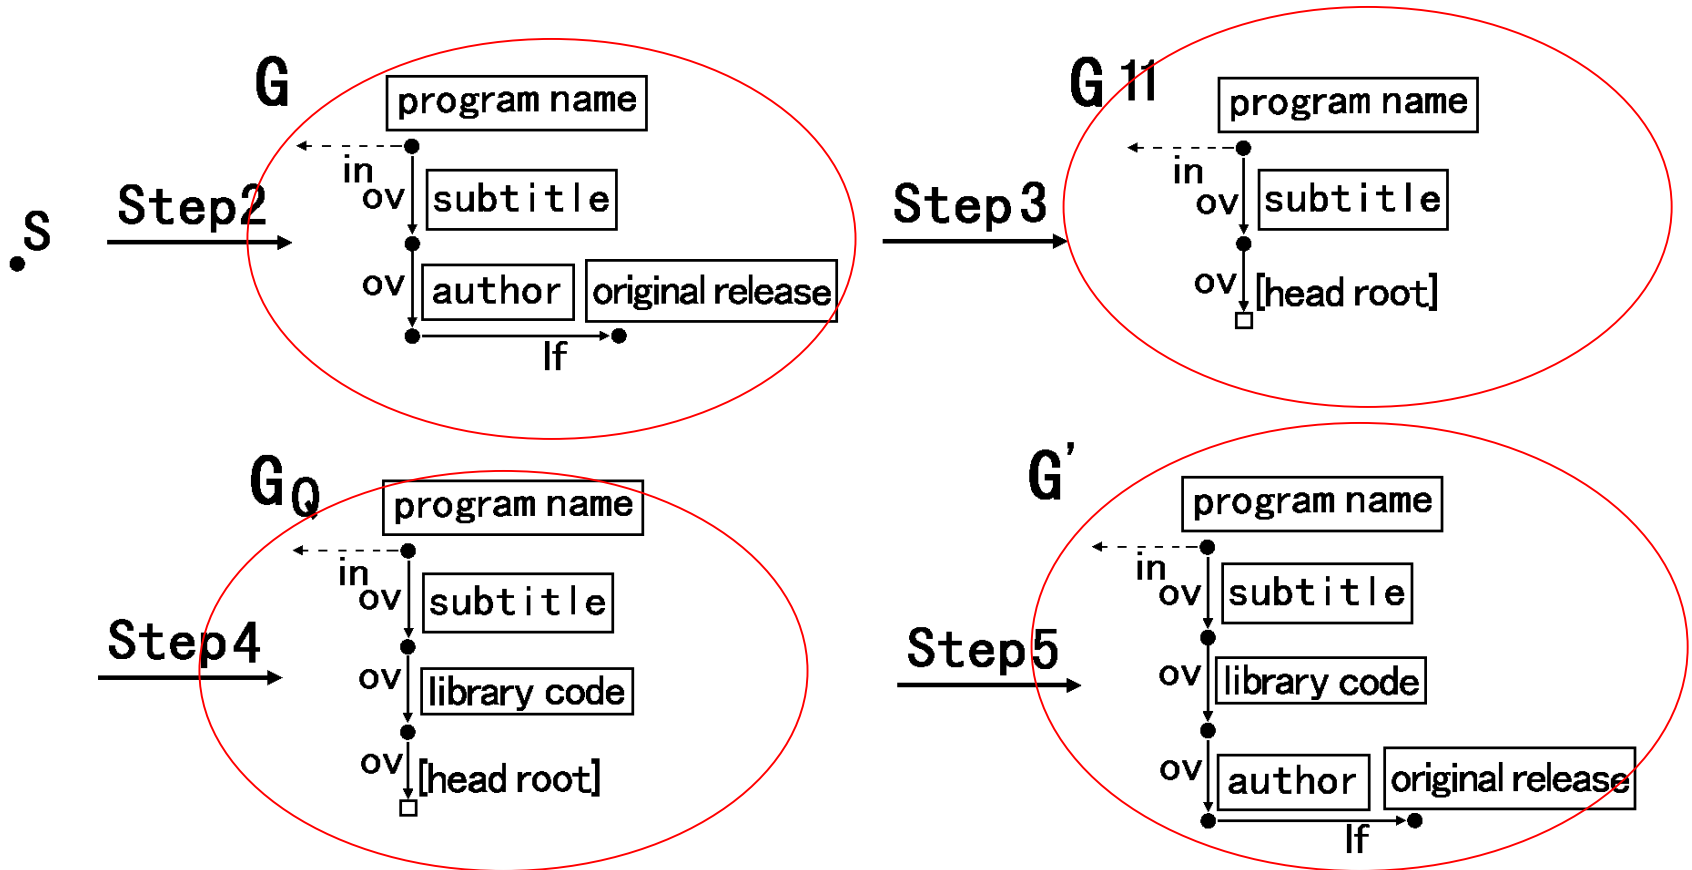 S
Step2
G
program name
in
ov
subtitle
ov
author
original release
lf
Step3
G 11
program name
in
ov
subtitle
ov
[head root]
Step4
GQ
program name
in
ov
subtitle
ov
library code
ov
[head root]
Step5
G'
program name
in
ov
subtitle
ov
library code
ov
author
original release
lf